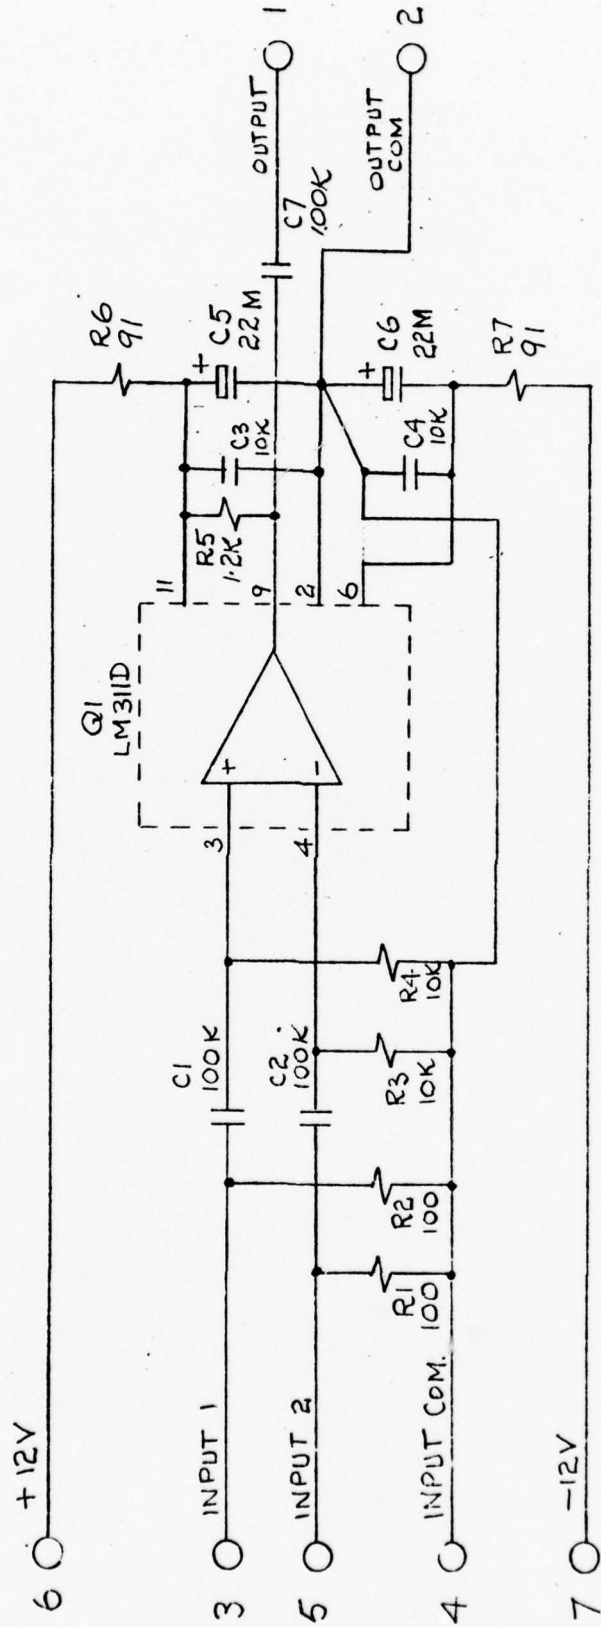 6
+12V
3
INPUT 1
5
INPUT 2
4
INPUT COM.
7
-12V
R1
100
R2
100
C1
100K
C2
100K
R3
10K
R4
10K
3
4
+
-
Q1
LM311D
11
9
2
6
R5
1.2K
C3
10K
C4
10K
+
C5
22M
+
C6
22M
R6
91
R7
91
C7
100K
OUTPUT
1
OUTPUT
COM
2